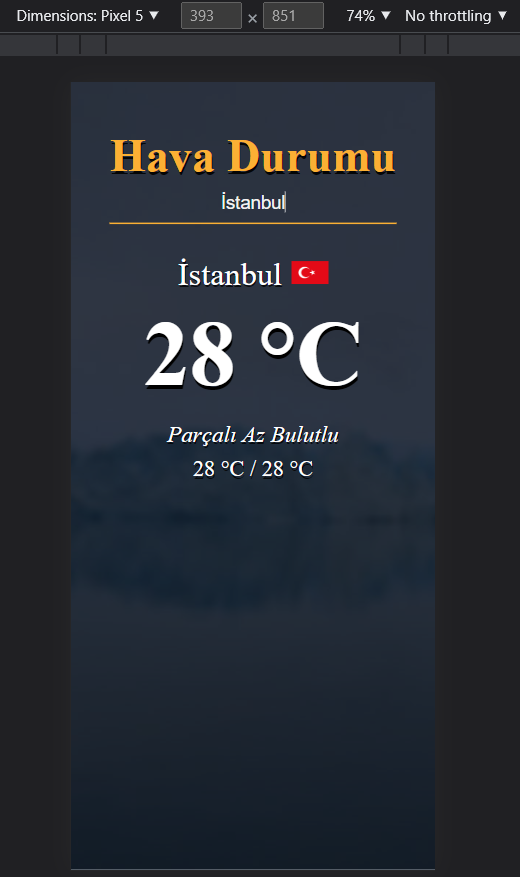 Dimensions: Pixel 5 ▼ 393 × 851 74% ▼ No throttling ▼
Hava Durumu
İstanbul
İstanbul
28 °C
Parçalı Az Bulutlu
28 °C / 28 °C